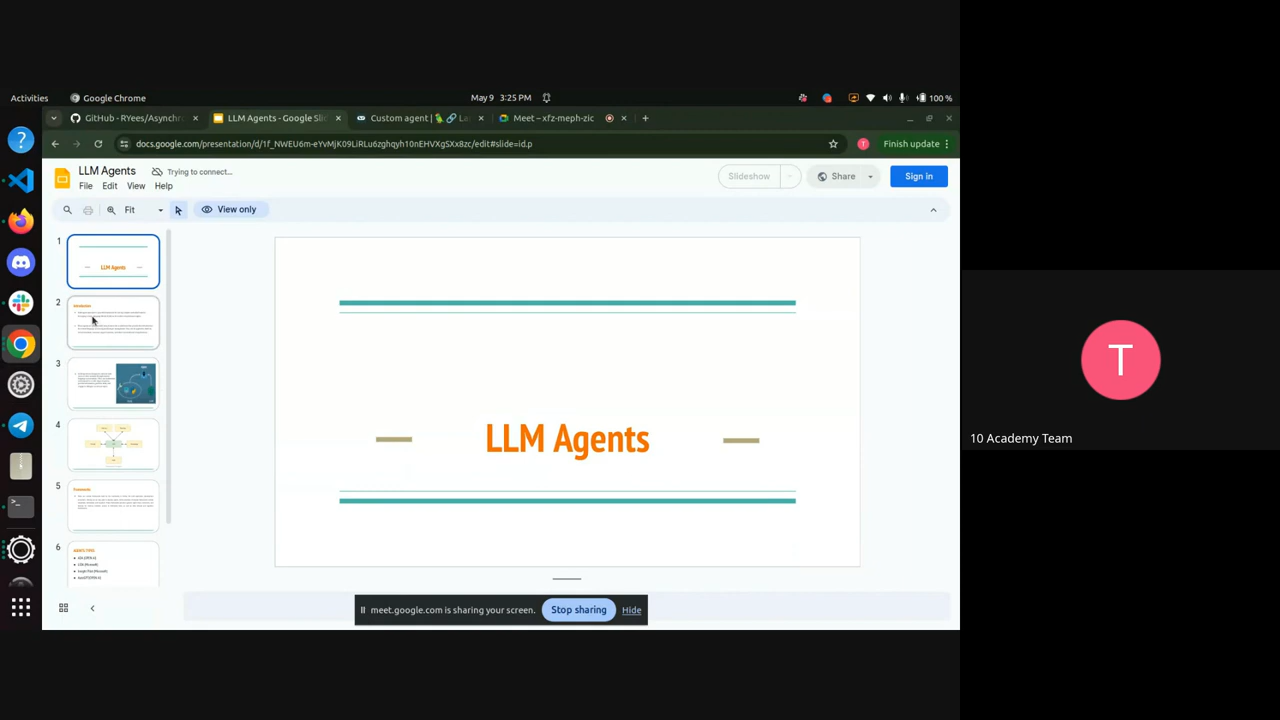 Activities
Google Chrome
May 9 3:25 PM
100 %
GitHub - RYees/Asynchr
LLM Agents - Google Sli
Custom agent | 🦜🔗 La
Meet – xfz-meph-zic
docs.google.com/presentation/d/1f_NWEU6m-eYvMjK09LiRLu6zghqyh10nEHVXgSXx8zc/edit#slide=id.p
T
Finish update
LLM Agents
Trying to connect...
File Edit View Help
Slideshow
Share
Sign in
Fit
View only
1
LLM Agents
2
Introduction
3
4
5
Frameworks
6
LLM Agents
meet.google.com is sharing your screen.
Stop sharing
Hide
T
10 Academy Team